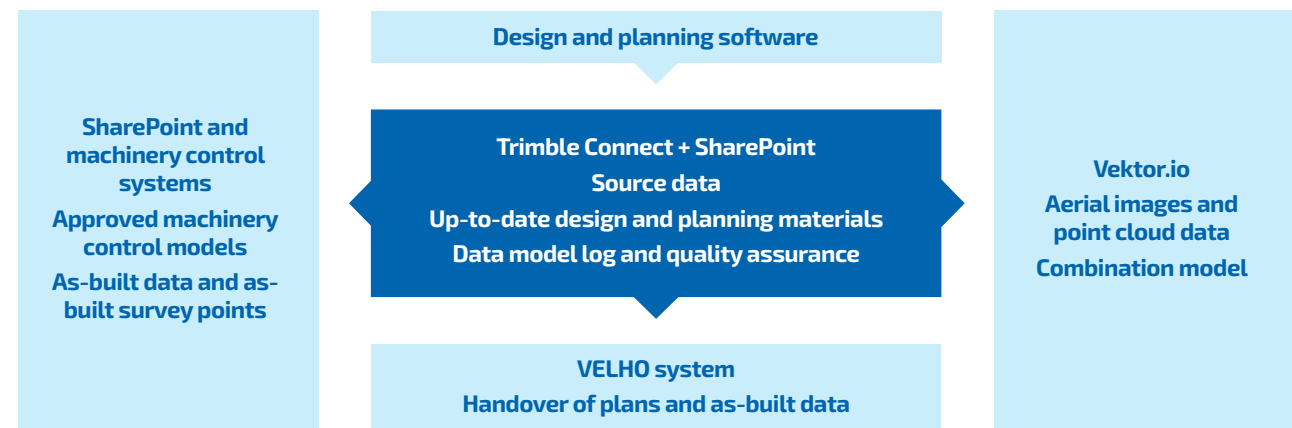 SharePoint and
machinery control
systems
Approved machinery
control models
As-built data and as-
built survey points
Design and planning software
Trimble Connect + SharePoint
Source data
Up-to-date design and planning materials
Data model log and quality assurance
VELHO system
Handover of plans and as-built data
Vektor.io
Aerial images and
point cloud data
Combination model